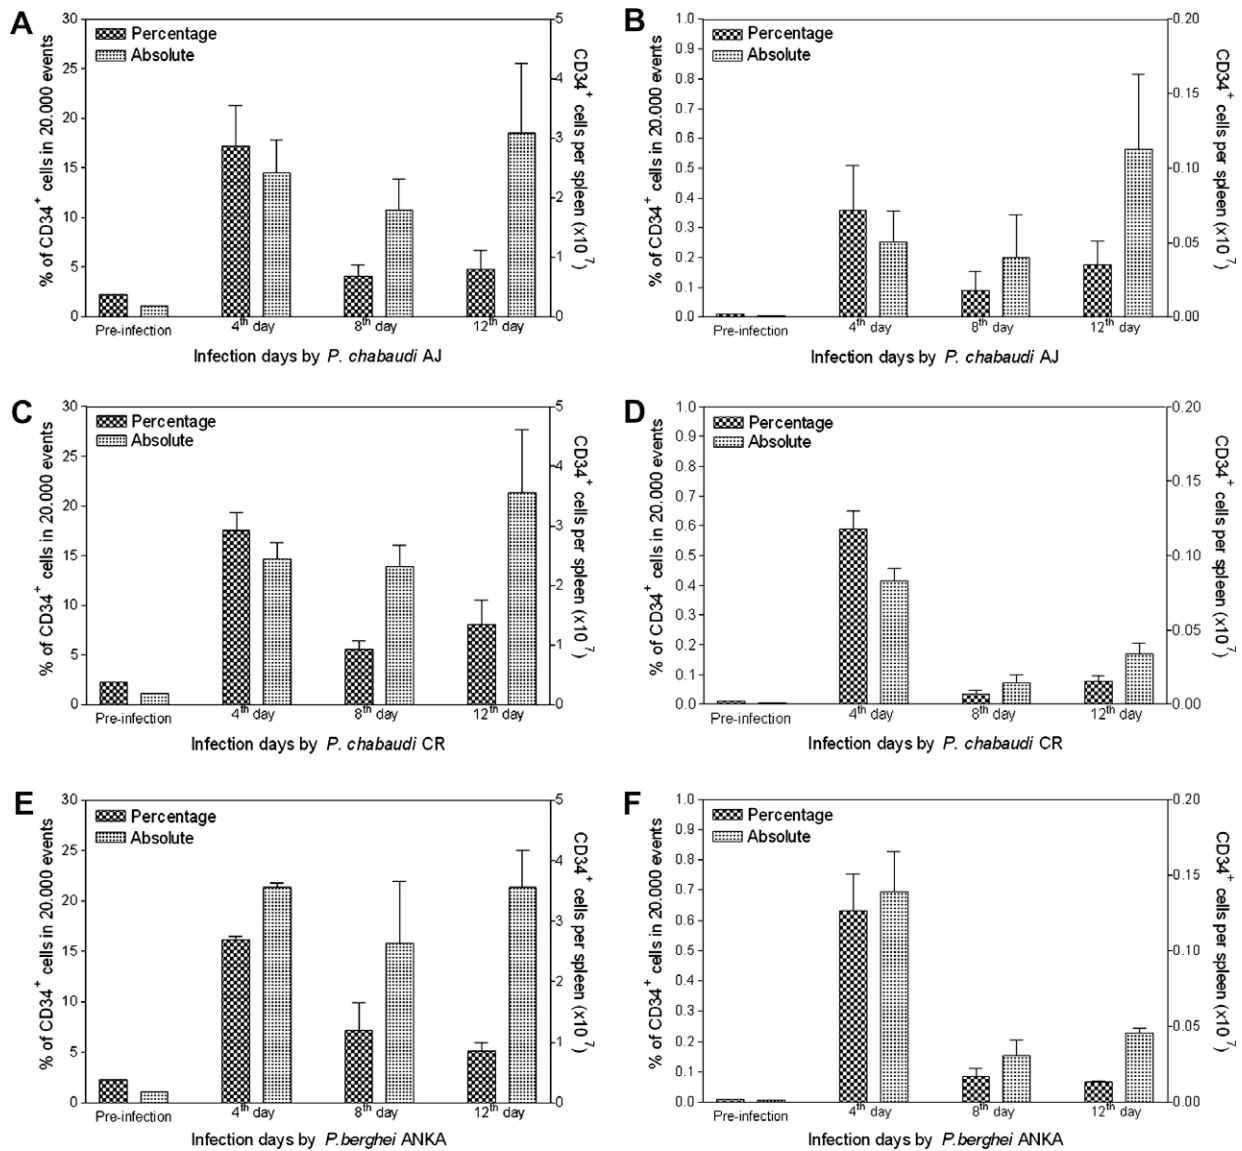 A
% of CD34+ cells in 20.000 events
30
25
20
15
10
5
0
Percentage
Absolute
5
4
3
2
1
0
CD34+ cells per spleen (x10^7)
Pre-infection 4th day 8th day 12th day
Infection days by P. chabaudi AJ
B
% of CD34+ cells in 20.000 events
1.0
0.9
0.8
0.7
0.6
0.5
0.4
0.3
0.2
0.1
0.0
Percentage
Absolute
0.20
0.15
0.10
0.05
0.00
CD34+ cells per spleen (x10^7)
Pre-infection 4th day 8th day 12th day
Infection days by P. chabaudi AJ
C
% of CD34+ cells in 20.000 events
30
25
20
15
10
5
0
Percentage
Absolute
5
4
3
2
1
0
CD34+ cells per spleen (x10^7)
Pre-infection 4th day 8th day 12th day
Infection days by P. chabaudi CR
D
% of CD34+ cells in 20.000 events
1.0
0.9
0.8
0.7
0.6
0.5
0.4
0.3
0.2
0.1
0.0
Percentage
Absolute
0.20
0.15
0.10
0.05
0.00
CD34+ cells per spleen (x10^7)
Pre-infection 4th day 8th day 12th day
Infection days by P. chabaudi CR
E
% of CD34+ cells in 20.000 events
30
25
20
15
10
5
0
Percentage
Absolute
5
4
3
2
1
0
CD34+ cells per spleen (x10^7)
Pre-infection 4th day 8th day 12th day
Infection days by P.berghei ANKA
F
% of CD34+ cells in 20.000 events
1.0
0.9
0.8
0.7
0.6
0.5
0.4
0.3
0.2
0.1
0.0
Percentage
Absolute
0.20
0.15
0.10
0.05
0.00
CD34+ cells per spleen (x10^7)
Pre-infection 4th day 8th day 12th day
Infection days by P.berghei ANKA